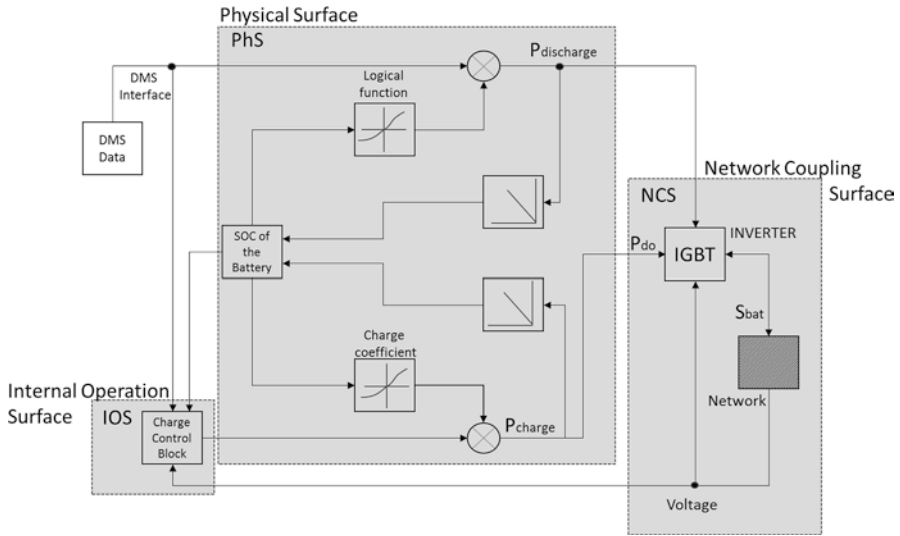 Physical Surface
PhS
DMS
Interface
DMS
Data
Logical
function
Pdischarge
Network Coupling
Surface
NCS
SOC of
the
Battery
Pdo
IGBT
INVERTER
Sbat
Charge
coefficient
Network
Internal Operation
Surface
IOS
Charge
Control
Block
Pcharge
Voltage